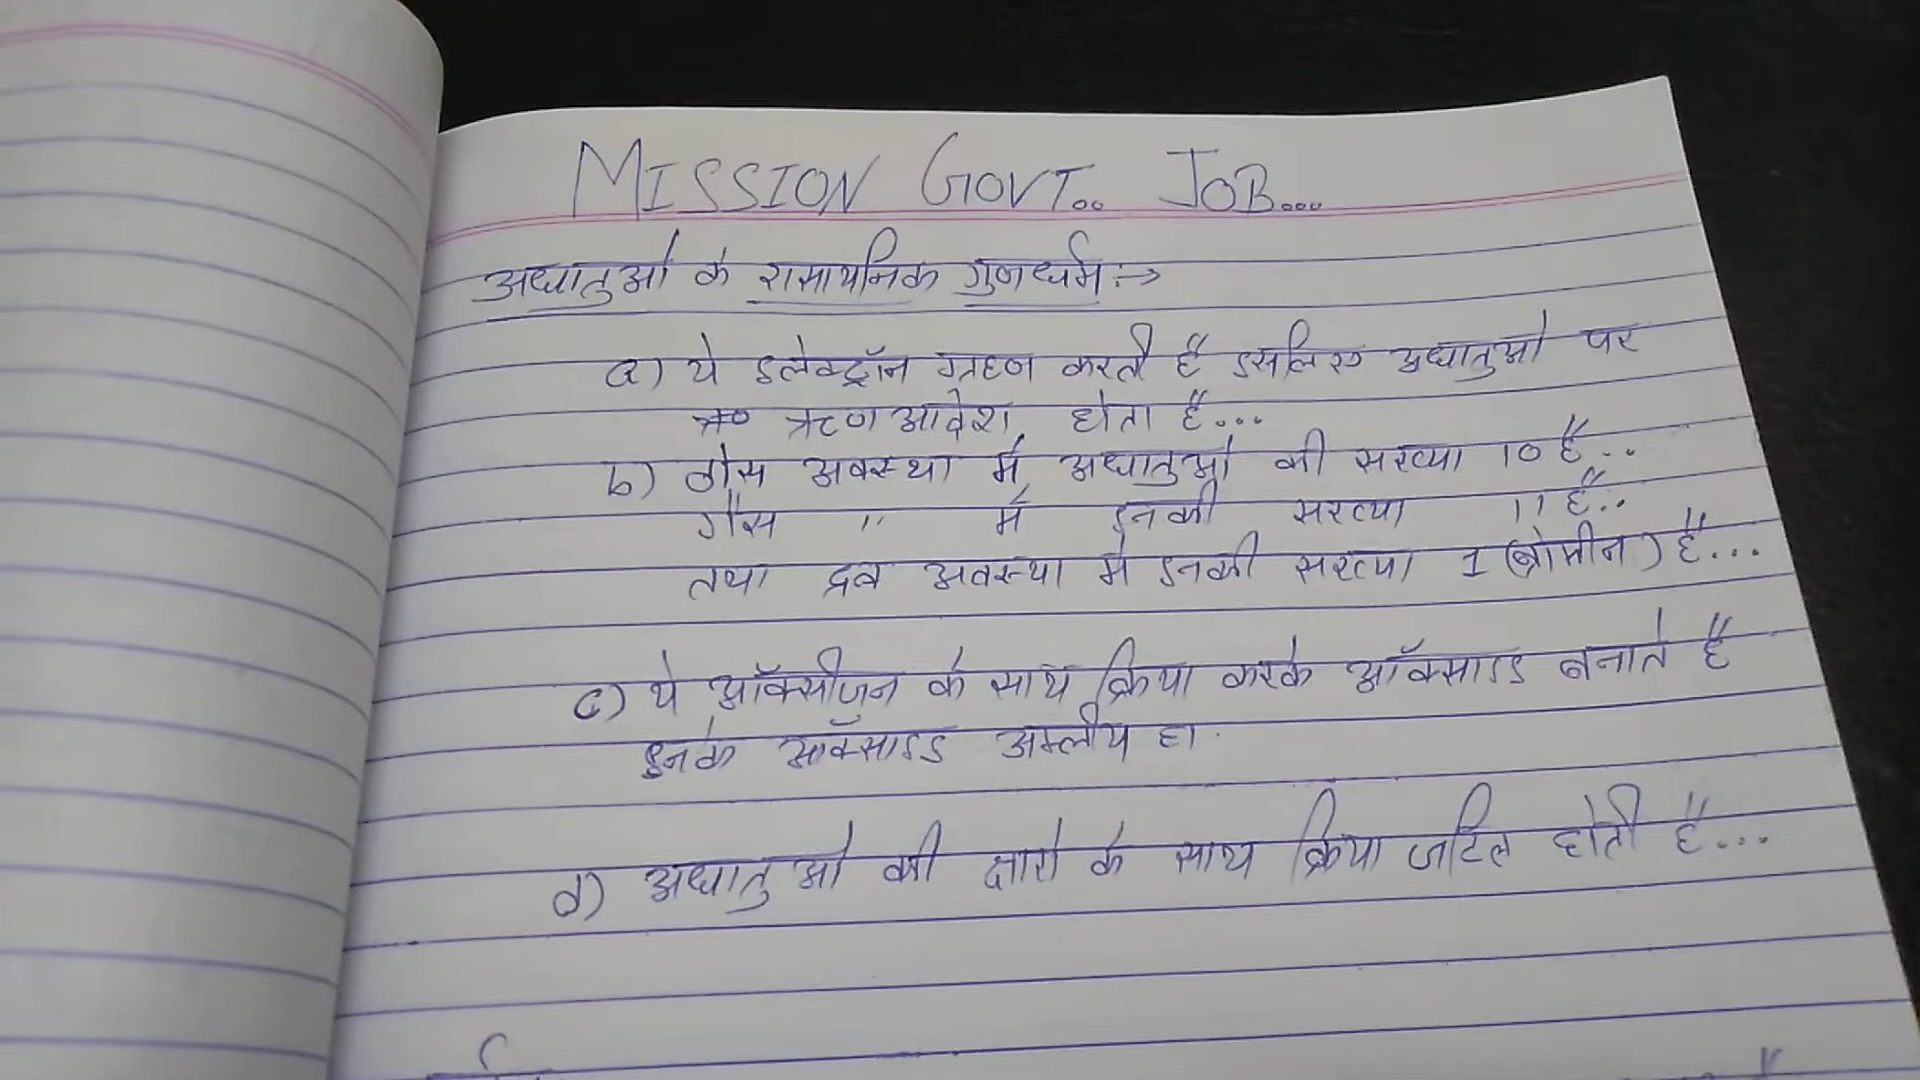 MISSION GOVT.. JOB...
अधातुओं के रासायनिक गुणधर्म :→
a) ये इलेक्ट्रॉन ग्रहण करती है इसलिए अधातुओं पर
ऋण आवेश होता है...
b) ठोस अवस्था में अधातुओं की संख्या 10 है..
गैस " में इनकी संख्या 11 है..
तथा द्रव अवस्था में इनकी संख्या 1 (ब्रोमीन) है...
c) ये ऑक्सीजन के साथ क्रिया करके ऑक्साइड बनाते है
इनके ऑक्साइड अम्लीय हा.
d) अधातुओं की क्षारों के साथ क्रिया जटिल होती है...